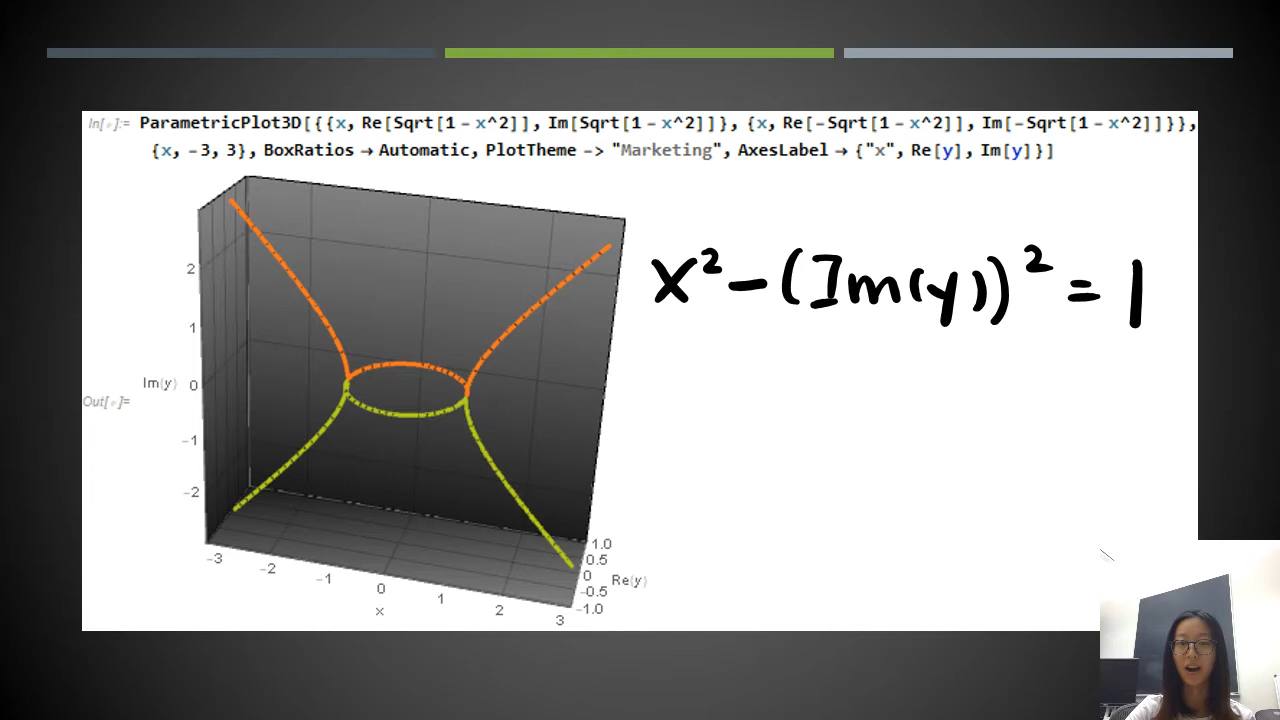 In[ ]:= ParametricPlot3D[{{x, Re[Sqrt[1 - x^2]], Im[Sqrt[1 - x^2]]}, {x, Re[-Sqrt[1 - x^2]], Im[-Sqrt[1 - x^2]]}},
{x, -3, 3}, BoxRatios → Automatic, PlotTheme -> "Marketing", AxesLabel → {"x", Re[y], Im[y]}]
x² - (Im(y))² = 1
2
1
Im(y) 0
Out[ ]=
-1
-2
-3
-2
-1
0
1
2
3
x
1.0
0.5
0
-0.5
-1.0
Re(y)